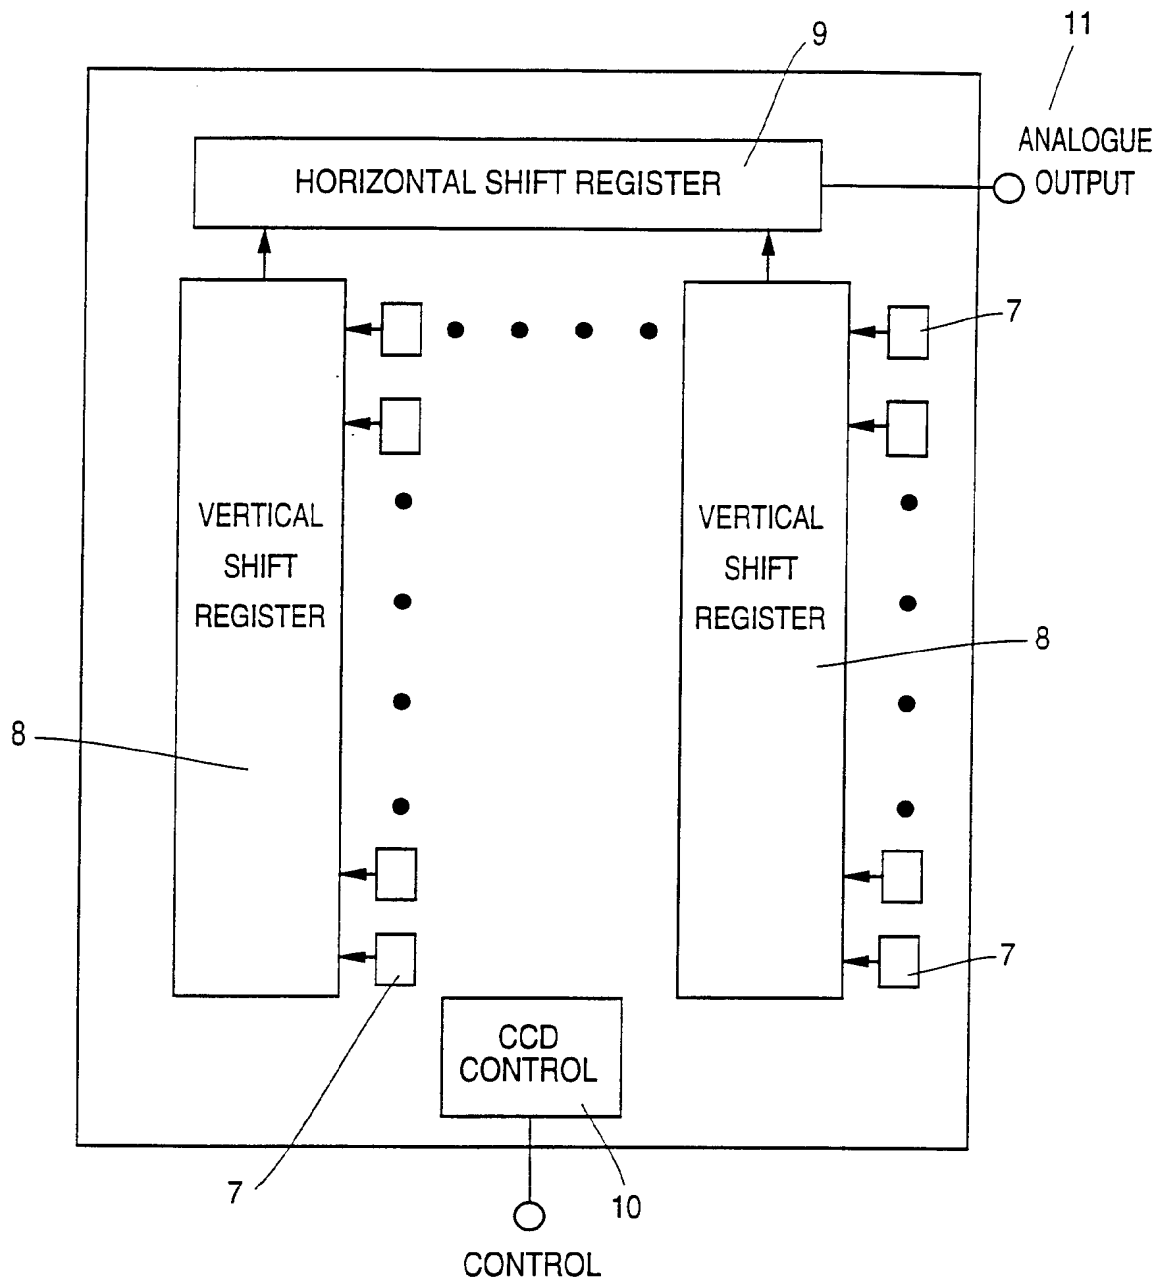 9
11
ANALOGUE
OUTPUT
HORIZONTAL SHIFT REGISTER
7
VERTICAL
SHIFT
REGISTER
VERTICAL
SHIFT
REGISTER
8
8
7
CCD
CONTROL
7
10
CONTROL